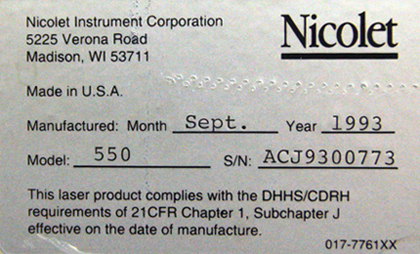 Nicolet Instrument Corporation
5225 Verona Road
Madison, WI 53711
Nicolet
Made in U.S.A.
Manufactured: Month Sept. Year 1993
Model: 550 S/N: ACJ9300773
This laser product complies with the DHHS/CDRH
requirements of 21CFR Chapter 1, Subchapter J
effective on the date of manufacture.
017-7761XX